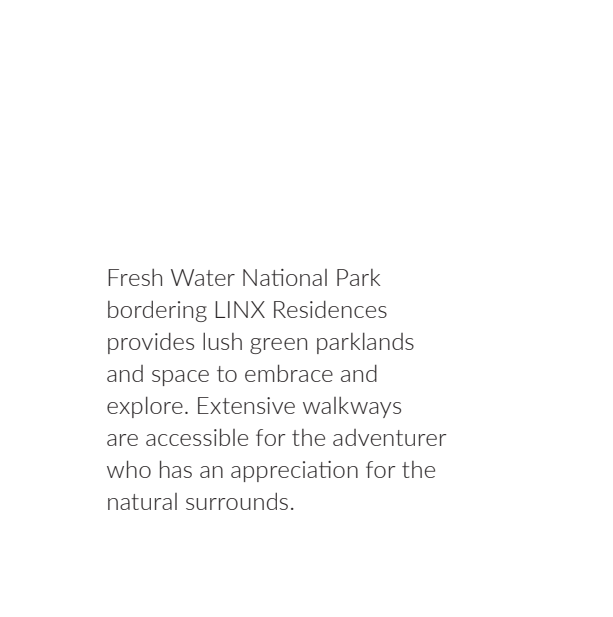 Fresh Water National Park
bordering LINX Residences
provides lush green parklands
and space to embrace and
explore. Extensive walkways
are accessible for the adventurer
who has an appreciation for the
natural surrounds.